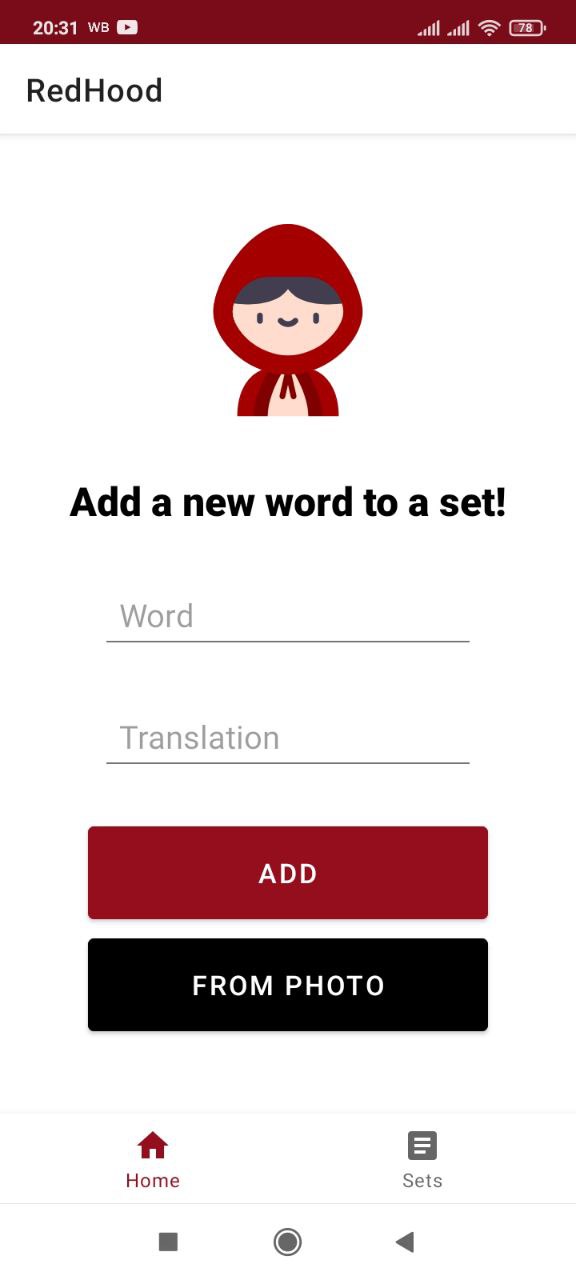 20:31 WB 78
RedHood
Add a new word to a set!
Word
Translation
ADD
FROM PHOTO
Home Sets